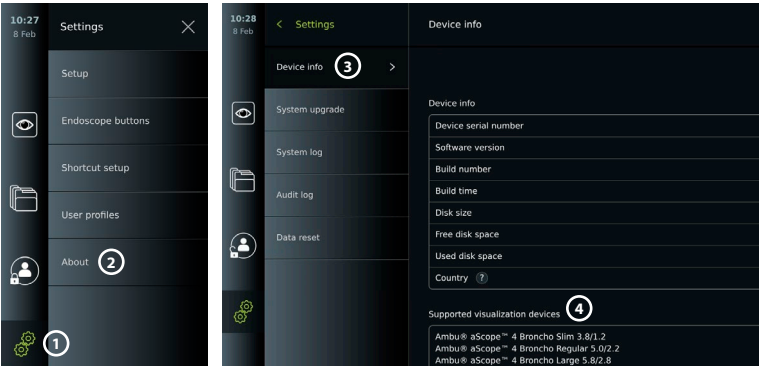 10:27
8 Feb
Settings
Setup
Endoscope buttons
Shortcut setup
User profiles
About 2
1
10:28
8 Feb
< Settings
Device info 3 >
System upgrade
System log
Audit log
Data reset
Device info
Device info
Device serial number
Software version
Build number
Build time
Disk size
Free disk space
Used disk space
Country ?
Supported visualization devices 4
Ambu® aScope™ 4 Broncho Slim 3.8/1.2
Ambu® aScope™ 4 Broncho Regular 5.0/2.2
Ambu® aScope™ 4 Broncho Large 5.8/2.8